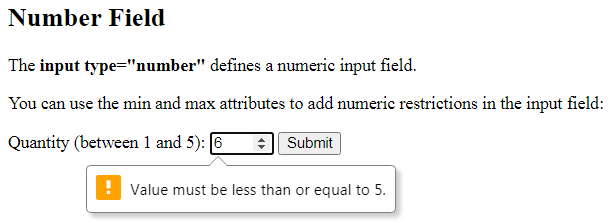 Number Field
The input type="number" defines a numeric input field.
You can use the min and max attributes to add numeric restrictions in the input field:
Quantity (between 1 and 5): 6 Submit
! Value must be less than or equal to 5.